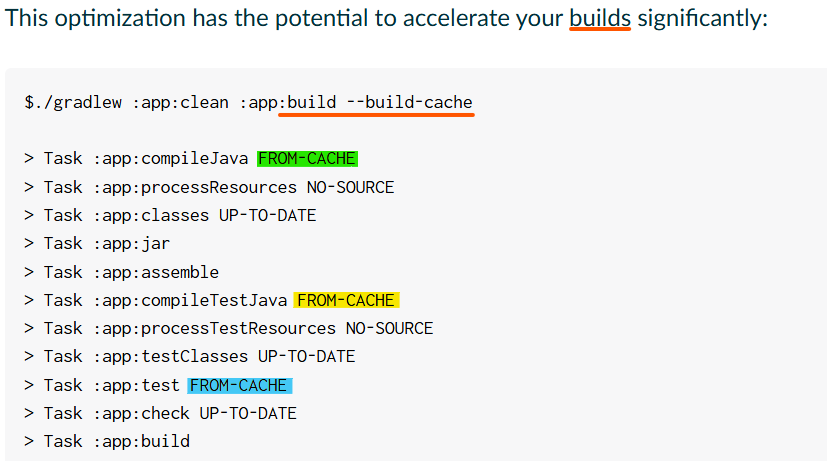 This optimization has the potential to accelerate your builds significantly:
$./gradlew :app:clean :app:build --build-cache
> Task :app:compileJava FROM-CACHE
> Task :app:processResources NO-SOURCE
> Task :app:classes UP-TO-DATE
> Task :app:jar
> Task :app:assemble
> Task :app:compileTestJava FROM-CACHE
> Task :app:processTestResources NO-SOURCE
> Task :app:testClasses UP-TO-DATE
> Task :app:test FROM-CACHE
> Task :app:check UP-TO-DATE
> Task :app:build